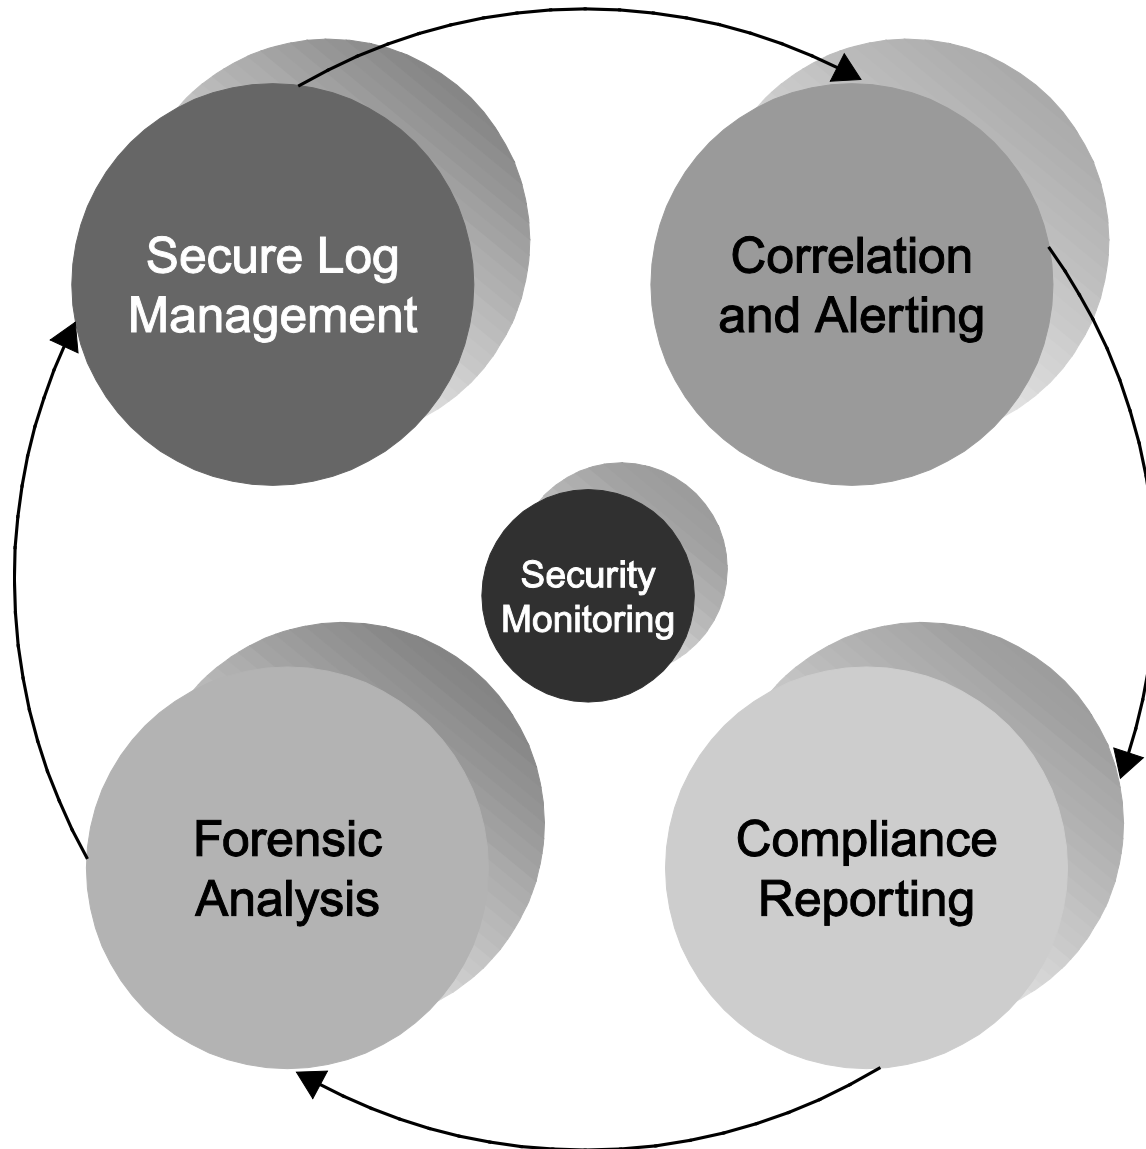 Secure Log
Management
Correlation
and Alerting
Security
Monitoring
Forensic
Analysis
Compliance
Reporting